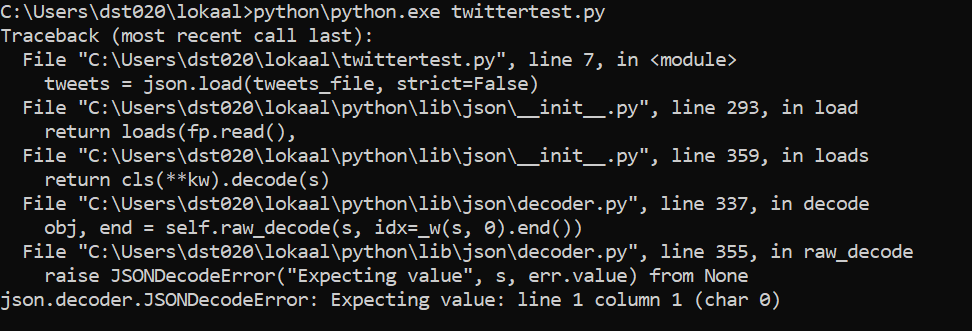 C:\Users\dst020\lokaal>python\python.exe twittertest.py
Traceback (most recent call last):
  File "C:\Users\dst020\lokaal\twittertest.py", line 7, in <module>
    tweets = json.load(tweets_file, strict=False)
  File "C:\Users\dst020\lokaal\python\lib\json\__init__.py", line 293, in load
    return loads(fp.read(),
  File "C:\Users\dst020\lokaal\python\lib\json\__init__.py", line 359, in loads
    return cls(**kw).decode(s)
  File "C:\Users\dst020\lokaal\python\lib\json\decoder.py", line 337, in decode
    obj, end = self.raw_decode(s, idx=_w(s, 0).end())
  File "C:\Users\dst020\lokaal\python\lib\json\decoder.py", line 355, in raw_decode
    raise JSONDecodeError("Expecting value", s, err.value) from None
json.decoder.JSONDecodeError: Expecting value: line 1 column 1 (char 0)